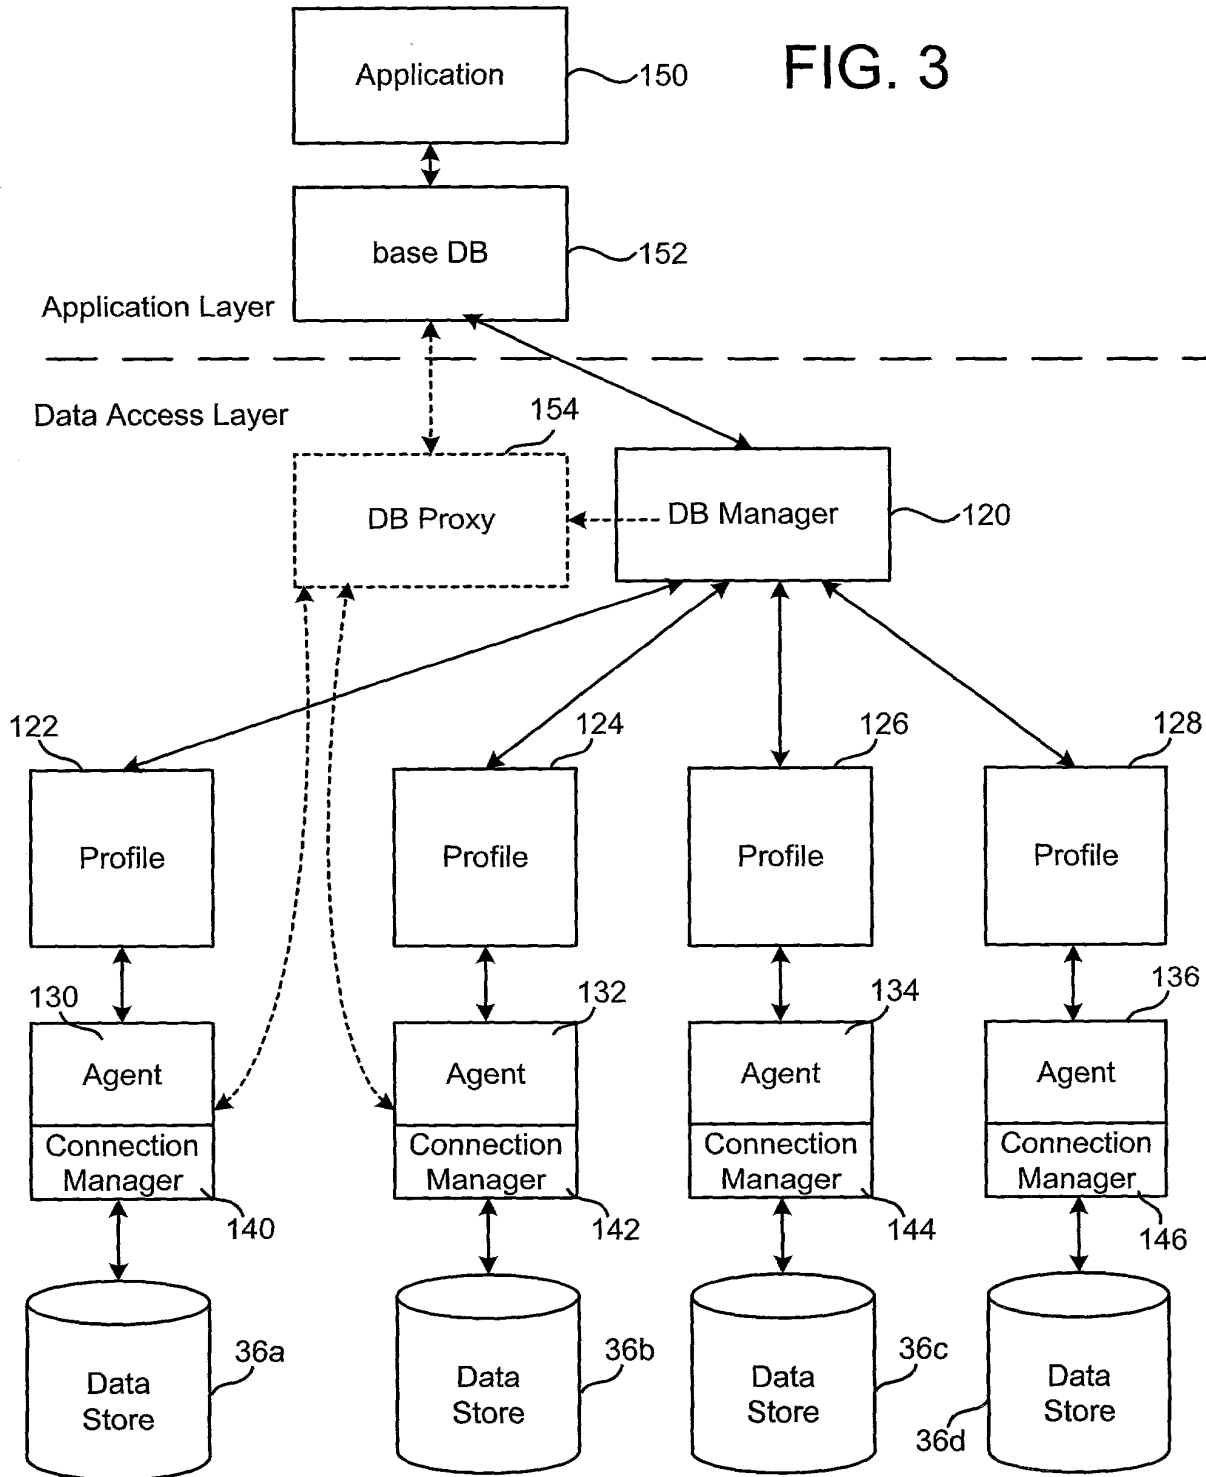 FIG. 3
Application
150
base DB
152
Application Layer
Data Access Layer
154
DB Proxy
DB Manager
120
122
124
126
128
Profile
Profile
Profile
Profile
130
132
134
136
Agent
Agent
Agent
Agent
Connection
Manager
Connection
Manager
Connection
Manager
Connection
Manager
140
142
144
146
36a
36b
36c
36d
Data
Store
Data
Store
Data
Store
Data
Store